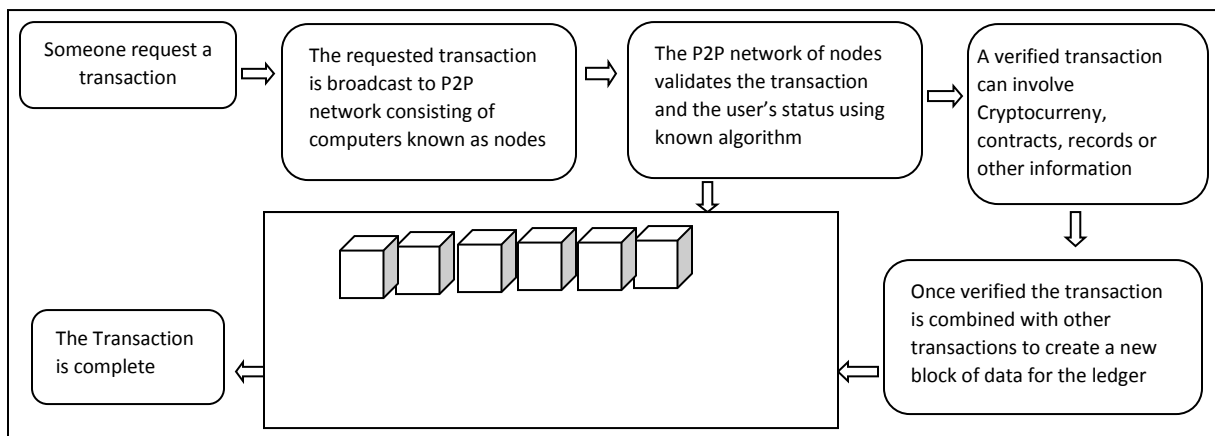 Someone request a
transaction
The requested transaction
is broadcast to P2P
network consisting of
computers known as nodes
The P2P network of nodes
validates the transaction
and the user’s status using
known algorithm
A verified transaction
can involve
Cryptocurreny,
contracts, records or
other information
Once verified the transaction
is combined with other
transactions to create a new
block of data for the ledger
The Transaction
is complete